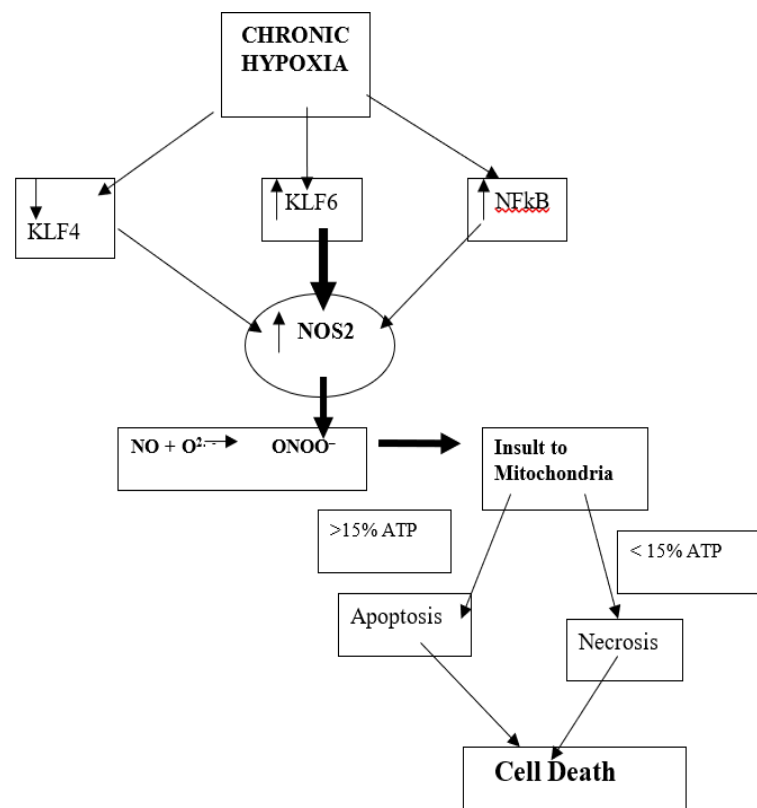 CHRONIC
HYPOXIA
KLF4
KLF6
NFkB
NOS2
NO + O²·⁻ → ONOO⁻
Insult to
Mitochondria
>15% ATP
< 15% ATP
Apoptosis
Necrosis
Cell Death